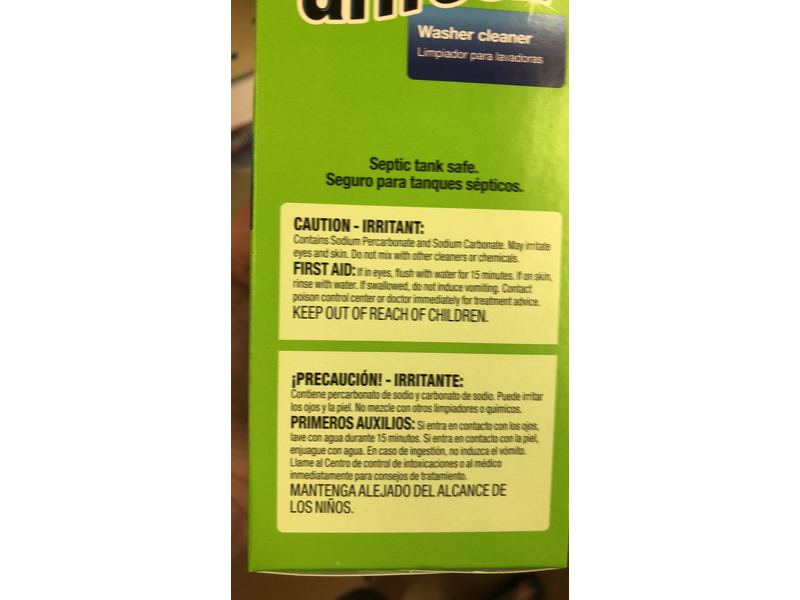 Washer cleaner
Limpiador para lavadoras
Septic tank safe.
Seguro para tanques sépticos.
CAUTION - IRRITANT:
Contains Sodium Percarbonate and Sodium Carbonate. May irritate
eyes and skin. Do not mix with other cleaners or chemicals.
FIRST AID: If in eyes, flush with water for 15 minutes. If on skin,
rinse with water. If swallowed, do not induce vomiting. Contact
poison control center or doctor immediately for treatment advice.
KEEP OUT OF REACH OF CHILDREN.
¡PRECAUCIÓN! - IRRITANTE:
Contiene percarbonato de sodio y carbonato de sodio. Puede irritar
los ojos y la piel. No mezcle con otros limpiadores o químicos.
PRIMEROS AUXILIOS: Si entra en contacto con los ojos,
lave con agua durante 15 minutos. Si entra en contacto con la piel,
enjuague con agua. En caso de ingestión, no induzca el vómito.
Llame al Centro de control de intoxicaciones o al médico
inmediatamente para consejos de tratamiento.
MANTENGA ALEJADO DEL ALCANCE DE
LOS NIÑOS.